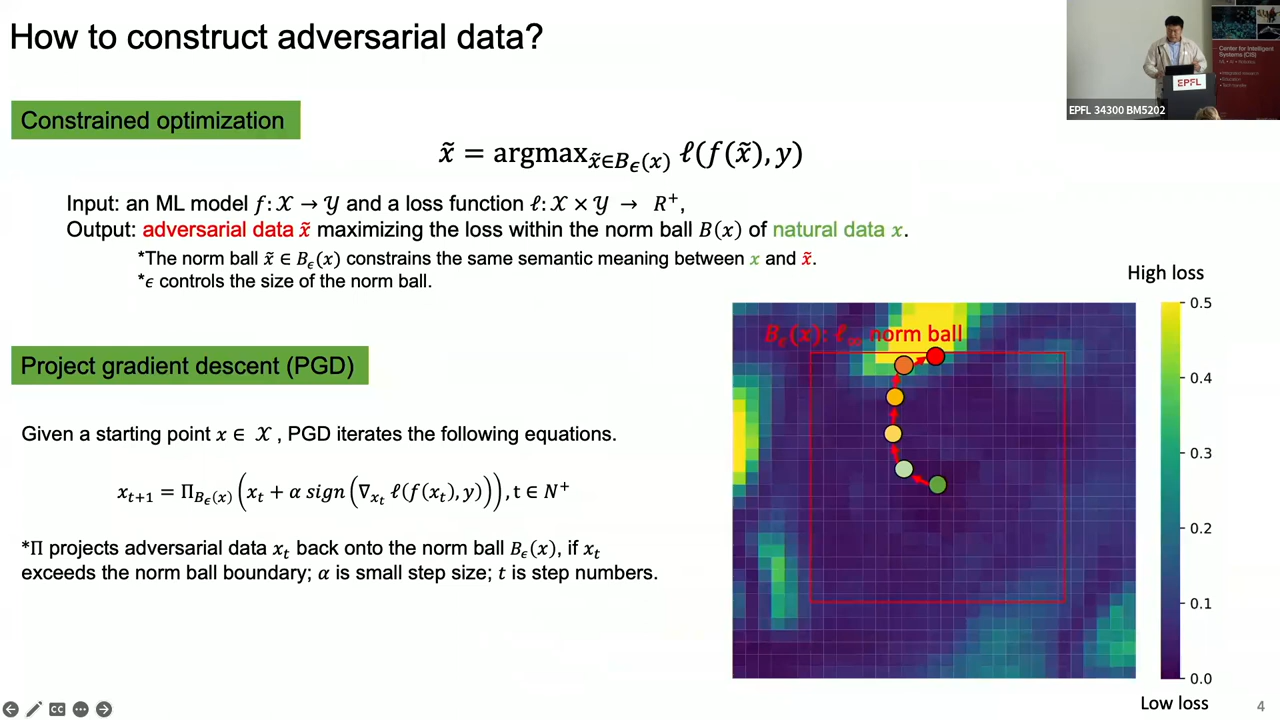 How to construct adversarial data?
Center for Intelligent
Systems (CIS)
EPFL
EPFL 34300 BM5202
Constrained optimization
x̃ = argmax_{x̃∈B_ϵ(x)} ℓ(f(x̃), y)
Input: an ML model f: 𝒳 → 𝒴 and a loss function ℓ: 𝒳 × 𝒴 → R⁺,
Output: adversarial data x̃ maximizing the loss within the norm ball B(x) of natural data x.
*The norm ball x̃ ∈ B_ϵ(x) constrains the same semantic meaning between x and x̃.
*ϵ controls the size of the norm ball.
Project gradient descent (PGD)
Given a starting point x ∈ 𝒳 , PGD iterates the following equations.
x_{t+1} = Π_{B_ϵ(x)} (x_t + α sign (∇_{x_t} ℓ(f(x_t), y))) , t ∈ N⁺
*Π projects adversarial data x_t back onto the norm ball B_ϵ(x), if x_t
exceeds the norm ball boundary; α is small step size; t is step numbers.
High loss
B_ϵ(x): ℓ_∞ norm ball
0.5
0.4
0.3
0.2
0.1
0.0
Low loss
CC
4